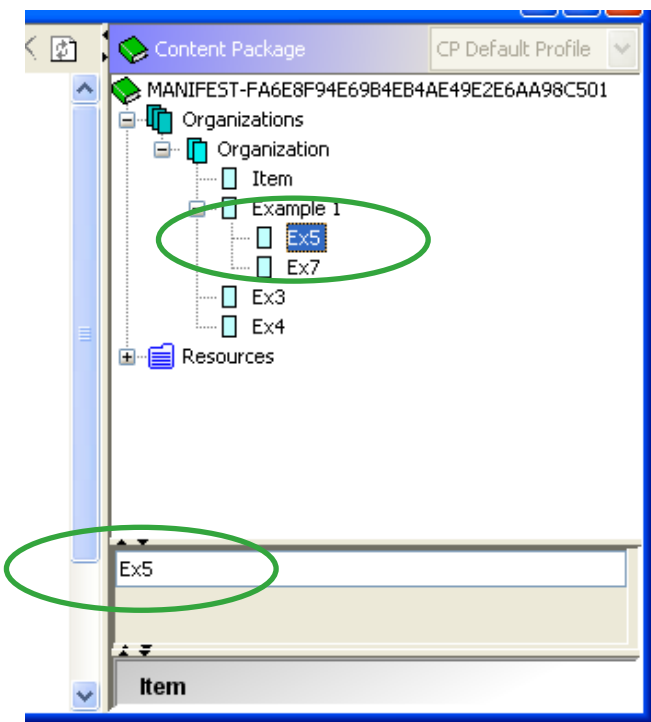 Content Package CP Default Profile
MANIFEST-FA6E8F94E69B4EB4AE49E2E6AA98C501
Organizations
Organization
Item
Example 1
Ex5
Ex7
Ex3
Ex4
Resources
Ex5
Item